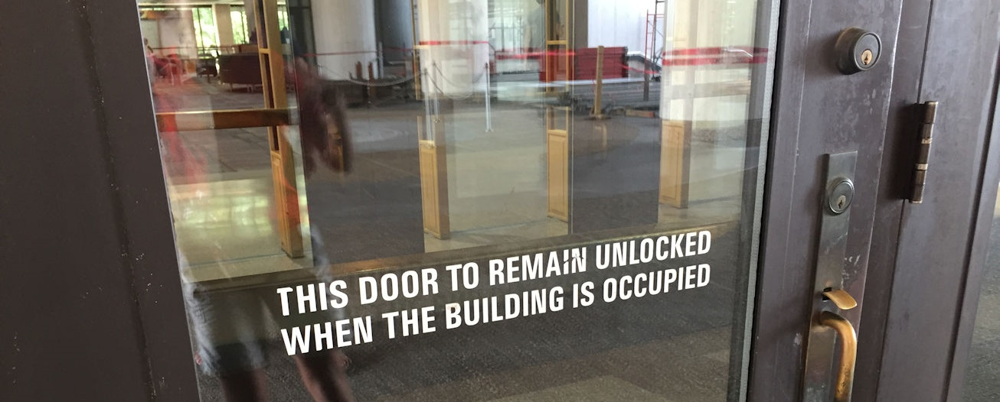 THIS DOOR TO REMAIN UNLOCKED
WHEN THE BUILDING IS OCCUPIED